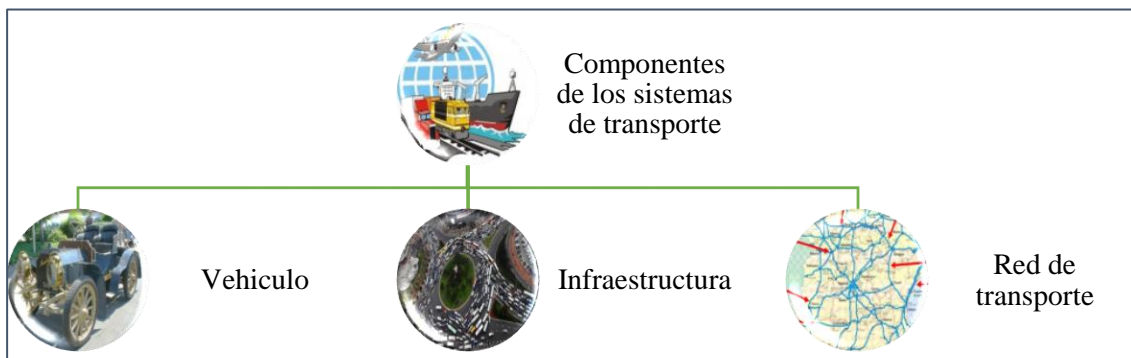 Componentes
de los sistemas
de transporte
Vehiculo
Infraestructura
Red de
transporte